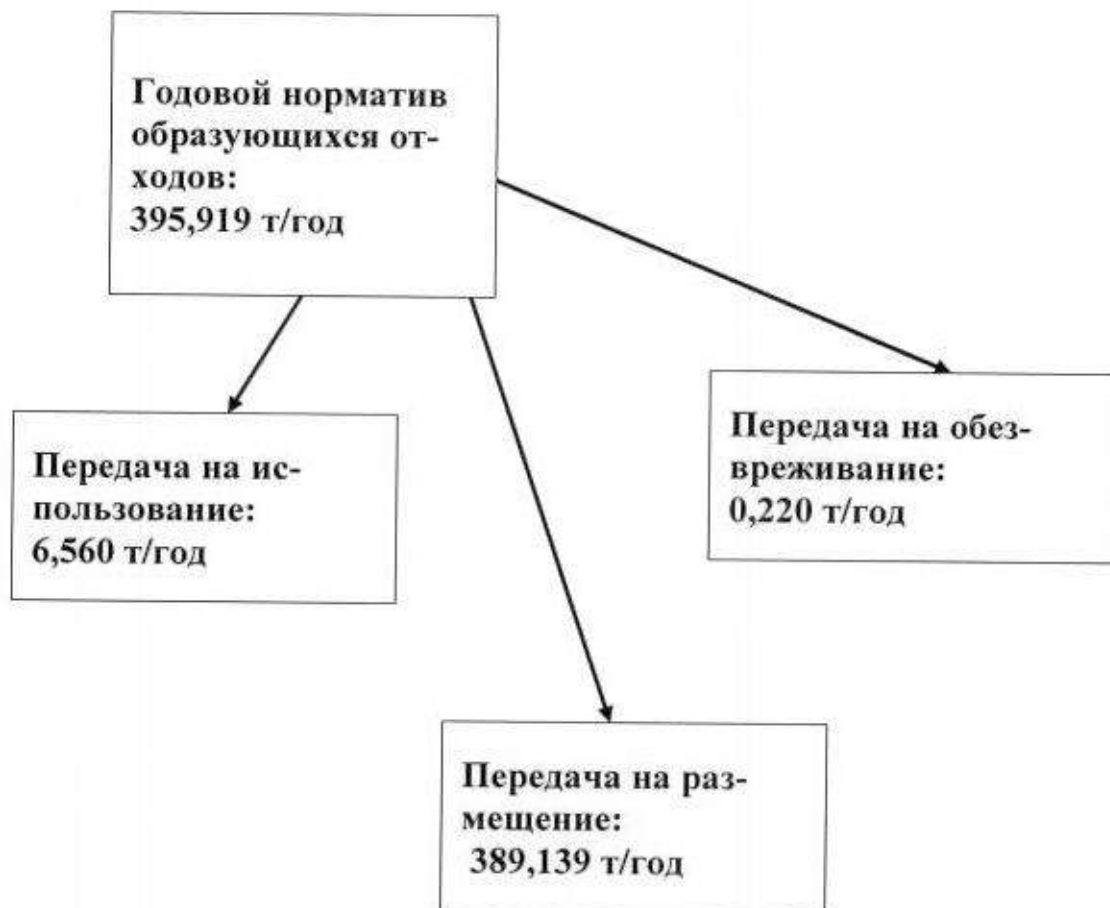 Годовой норматив
образующихся от-
ходов:
395,919 т/год
Передача на ис-
пользование:
6,560 т/год
Передача на обез-
вреживание:
0,220 т/год
Передача на раз-
мещение:
389,139 т/год